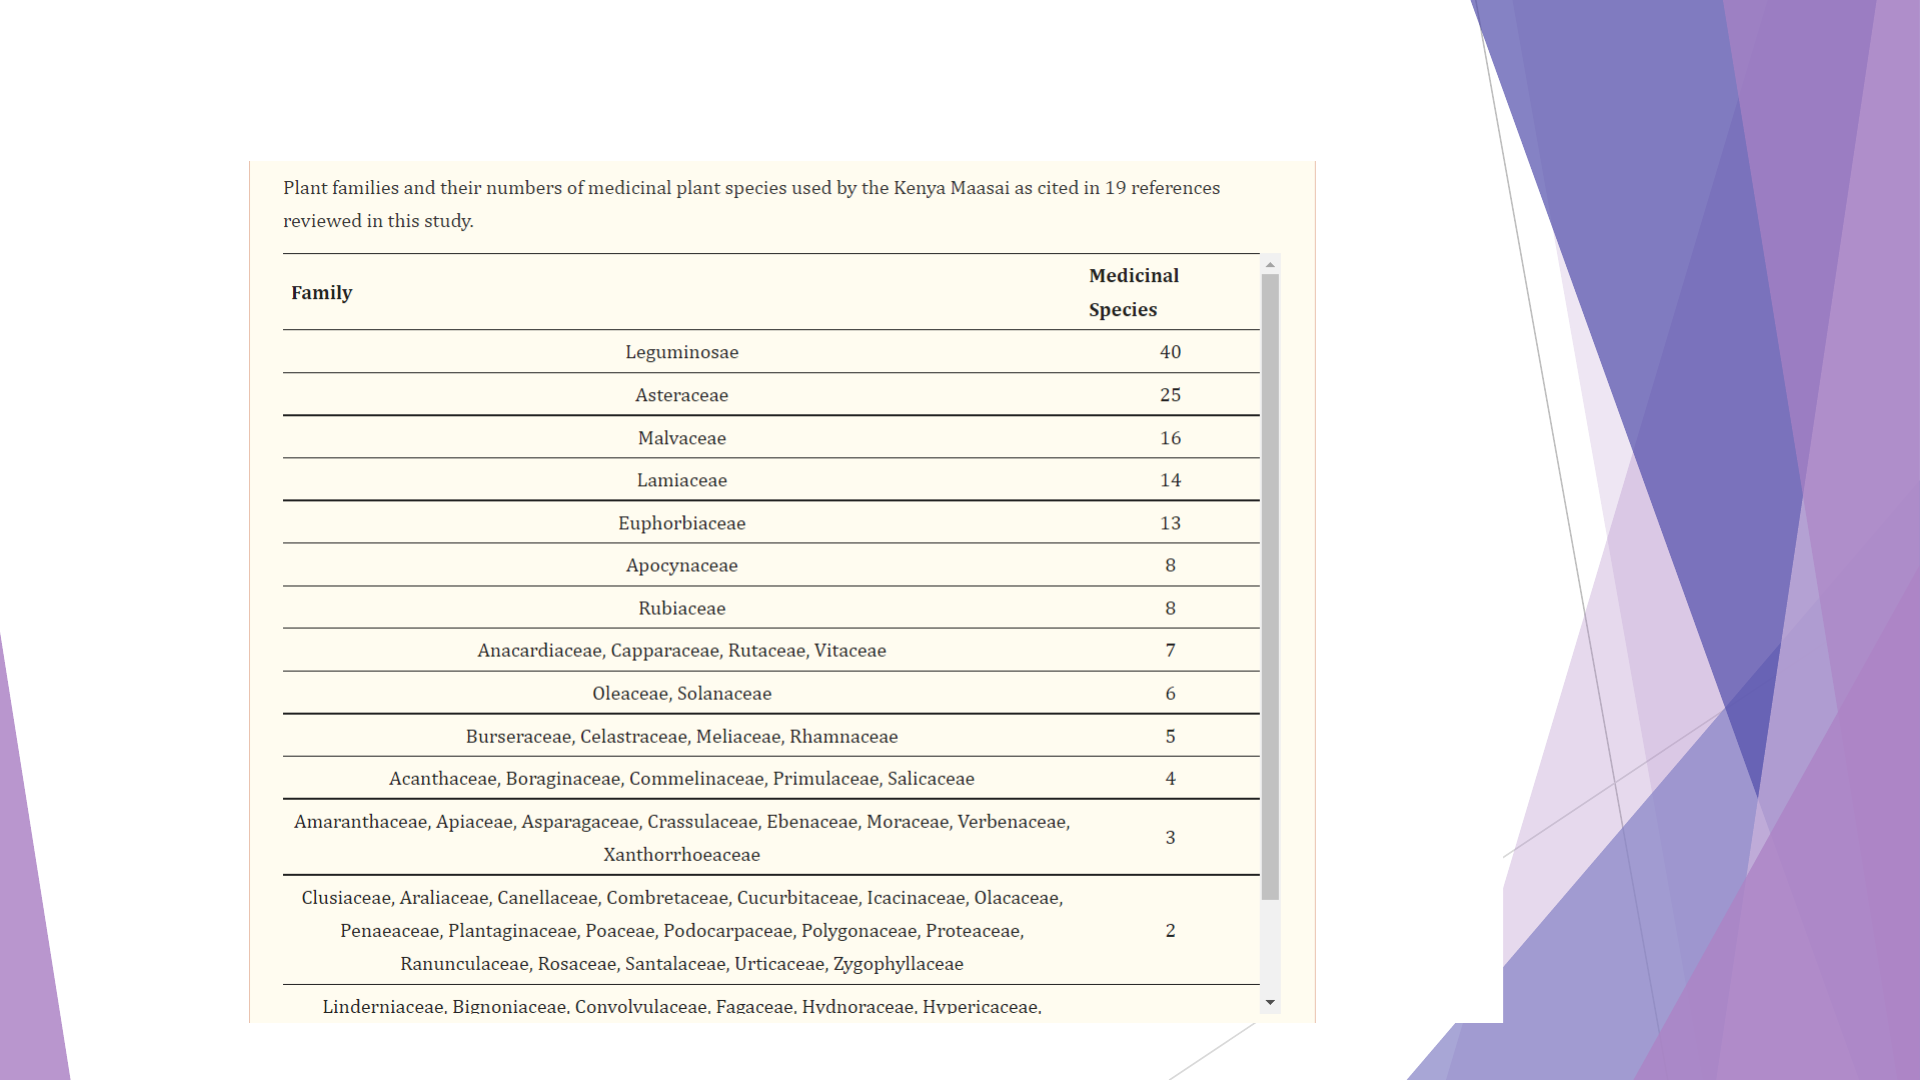 Plant families and their numbers of medicinal plant species used by the Kenya Maasai as cited in 19 references
reviewed in this study.
Family
Medicinal
Species
Leguminosae 40
Asteraceae 25
Malvaceae 16
Lamiaceae 14
Euphorbiaceae 13
Apocynaceae 8
Rubiaceae 8
Anacardiaceae, Capparaceae, Rutaceae, Vitaceae 7
Oleaceae, Solanaceae 6
Burseraceae, Celastraceae, Meliaceae, Rhamnaceae 5
Acanthaceae, Boraginaceae, Commelinaceae, Primulaceae, Salicaceae 4
Amaranthaceae, Apiaceae, Asparagaceae, Crassulaceae, Ebenaceae, Moraceae, Verbenaceae,
Xanthorrhoeaceae 3
Clusiaceae, Araliaceae, Canellaceae, Combretaceae, Cucurbitaceae, Icacinaceae, Olacaceae,
Penaeaceae, Plantaginaceae, Poaceae, Podocarpaceae, Polygonaceae, Proteaceae, 2
Ranunculaceae, Rosaceae, Santalaceae, Urticaceae, Zygophyllaceae
Linderniaceae, Bignoniaceae, Convolvulaceae, Fagaceae, Hydnoraceae, Hypericaceae,